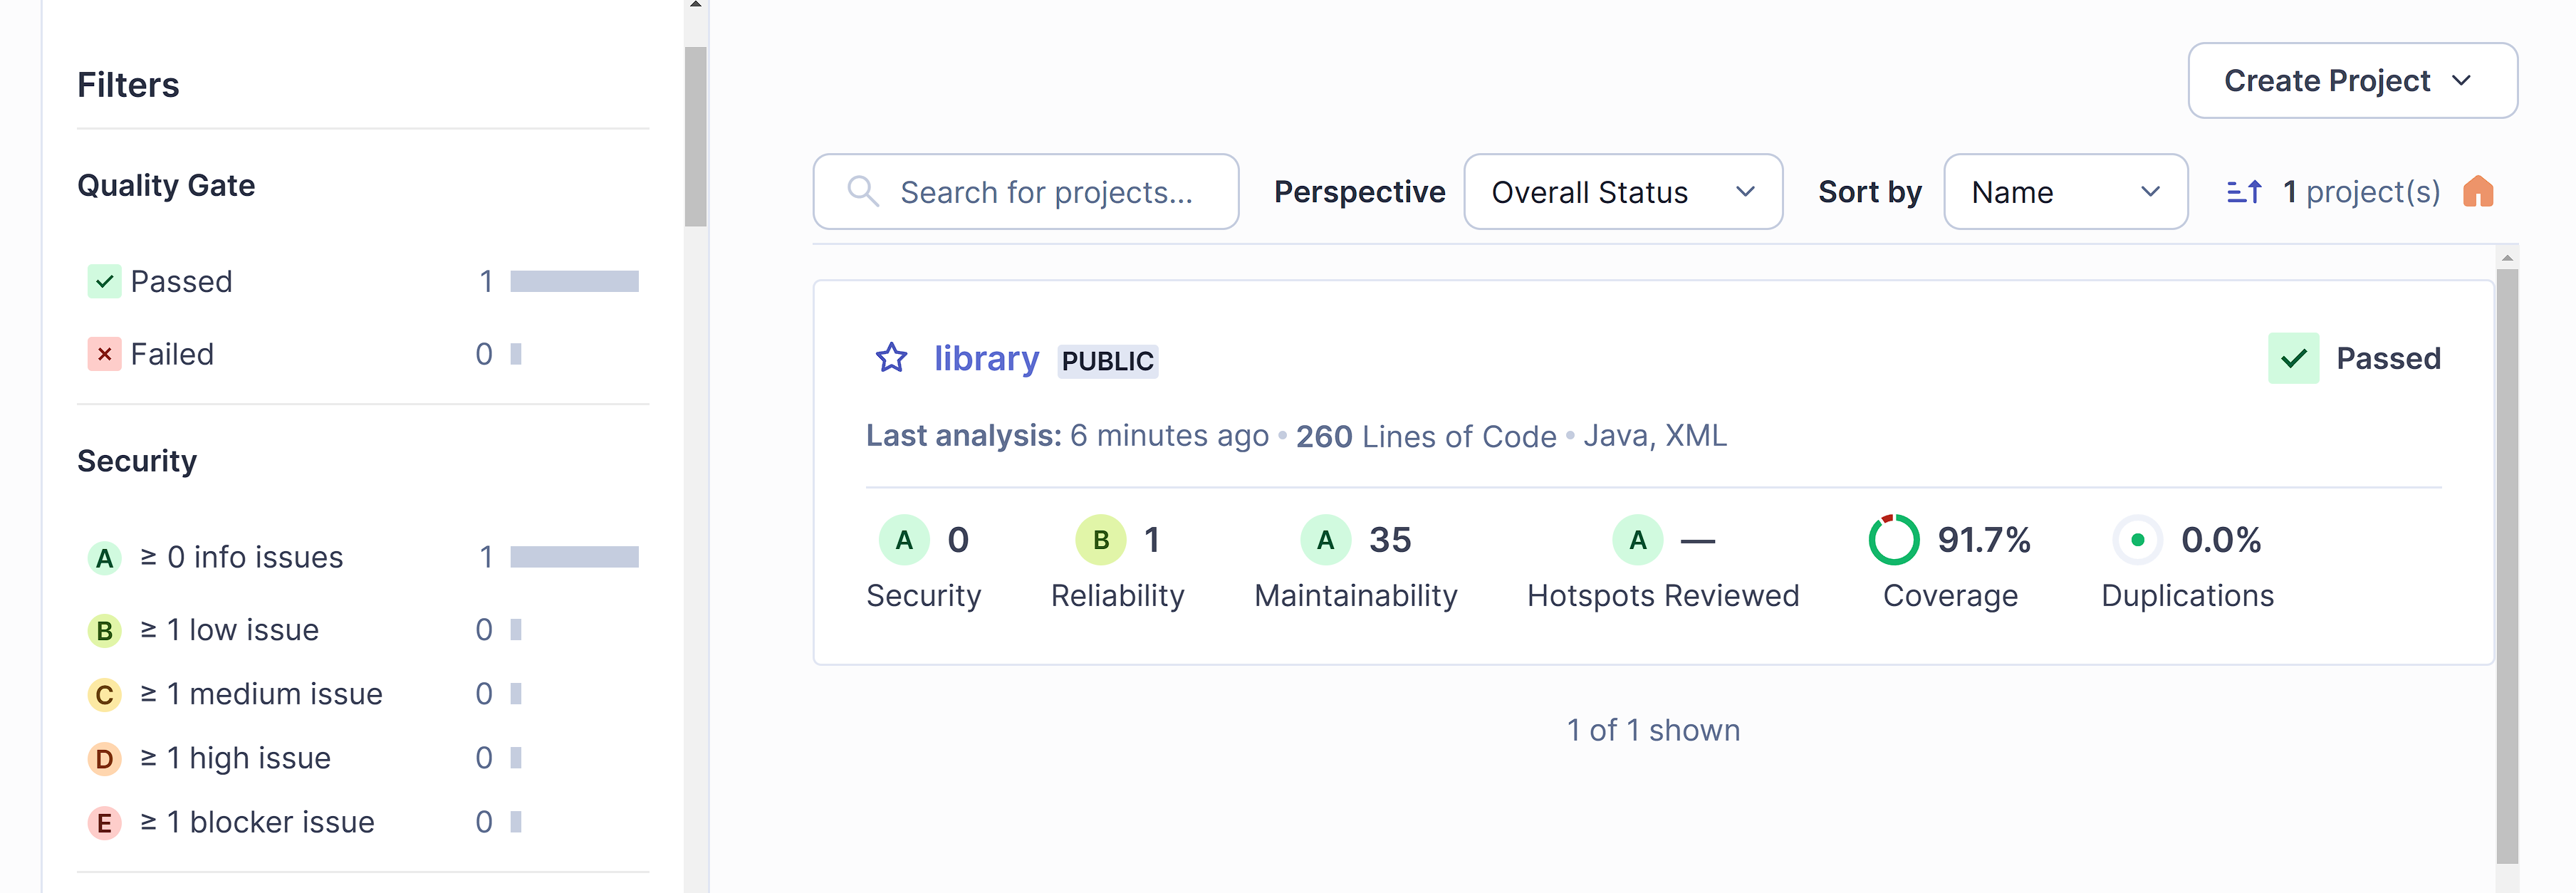 Filters
Quality Gate
Passed 1
Failed 0
Security
A ≥ 0 info issues 1
B ≥ 1 low issue 0
C ≥ 1 medium issue 0
D ≥ 1 high issue 0
E ≥ 1 blocker issue 0
Create Project
Search for projects... Perspective Overall Status Sort by Name 1 project(s)
library PUBLIC Passed
Last analysis: 6 minutes ago • 260 Lines of Code • Java, XML
A 0 B 1 A 35 A — 91.7% 0.0%
Security Reliability Maintainability Hotspots Reviewed Coverage Duplications
1 of 1 shown